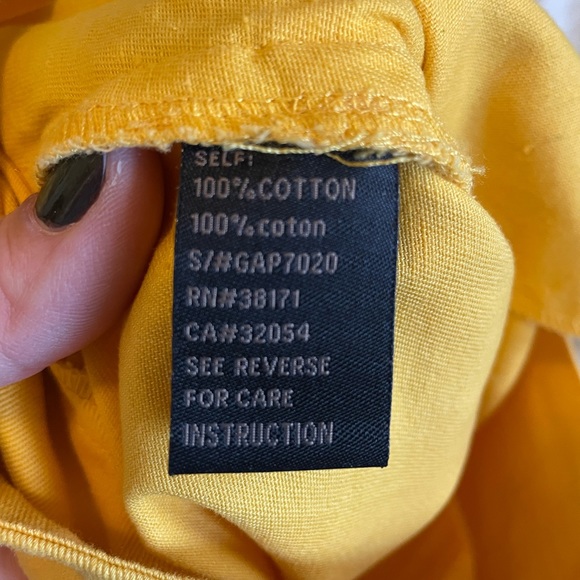 SELF:
100%COTTON
100%coton
S/#GAP7020
RN#38171
CA#32054
SEE REVERSE
FOR CARE
INSTRUCTION